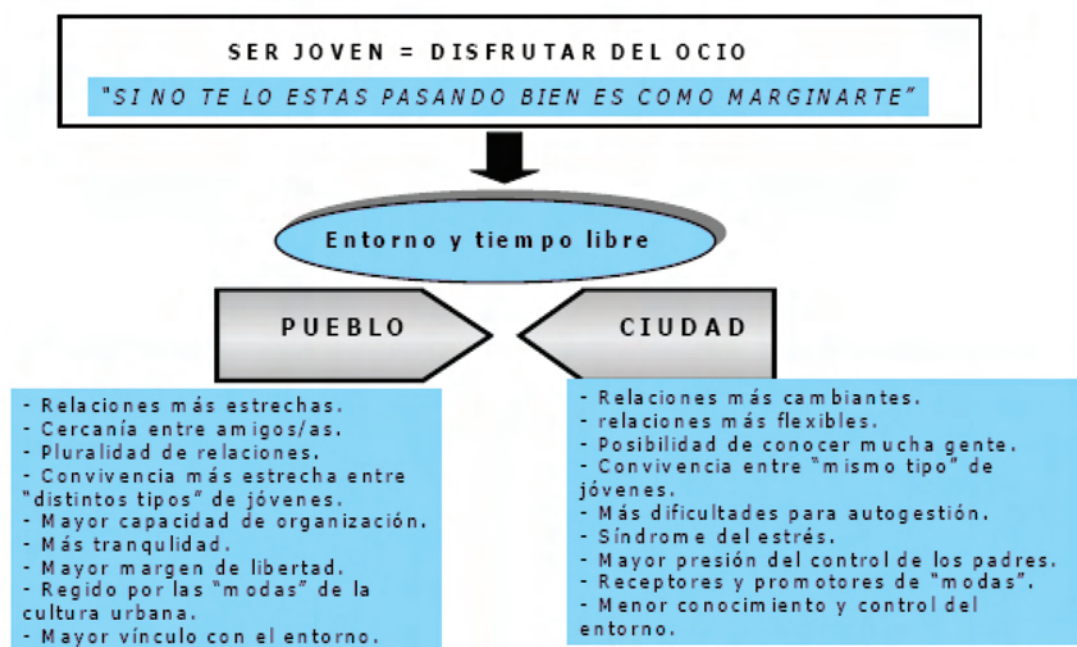 SER JOVEN = DISFRUTAR DEL OCIO
"SI NO TE LO ESTAS PASANDO BIEN ES COMO MARGINARTE"
Entorno y tiempo libre
PUEBLO
- Relaciones más estrechas.
- Cercanía entre amigos/as.
- Pluralidad de relaciones.
- Convivencia más estrecha entre
"distintos tipos" de jóvenes.
- Mayor capacidad de organización.
- Más tranqulidad.
- Mayor margen de libertad.
- Regido por las "modas" de la
cultura urbana.
- Mayor vínculo con el entorno.
CIUDAD
- Relaciones más cambiantes.
- relaciones más flexibles.
- Posibilidad de conocer mucha gente.
- Convivencia entre "mismo tipo" de
jóvenes.
- Más dificultades para autogestión.
- Síndrome del estrés.
- Mayor presión del control de los padres.
- Receptores y promotores de "modas".
- Menor conocimiento y control del
entorno.